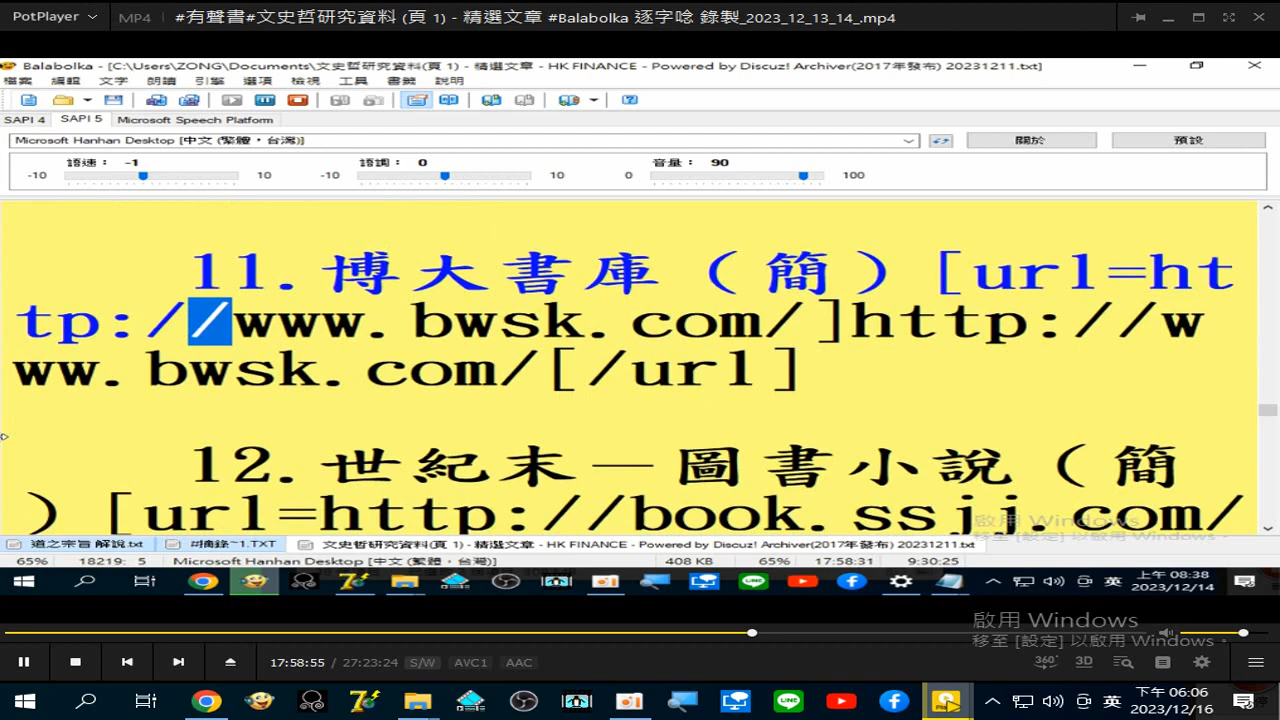 PotPlayer MP4 #有聲書#文史哲研究資料 (頁 1) - 精選文章 #Balabolka 逐字唸 錄製_2023_12_13_14_.mp4
Balabolka - [C:\Users\ZONG\Documents\文史哲研究資料(頁 1) - 精選文章 - HK FINANCE - Powered by Discuz! Archiver(2017年發布) 20231211.txt]
檔案 編輯 文字 朗讀 引擎 選項 檢視 工具 書籤 說明
SAPI 4 SAPI 5 Microsoft Speech Platform
Microsoft Hanhan Desktop [中文 (繁體，台灣)] 關於 預設
語速： -1 語調： 0 音量： 90
-10 10 -10 10 0 100
11.博大書庫（簡）[url=ht
tp://www.bwsk.com/]http://w
ww.bwsk.com/[/url]
12.世紀末—圖書小說（簡
）[url=http://book.ssjj.com/
啟用 Windows
移至 [設定] 以啟用 Windows。
道之宗旨 解說.txt #摘錄~1.TXT 文史哲研究資料(頁 1) - 精選文章 - HK FINANCE - Powered by Discuz! Archiver(2017年發布) 20231211.txt
65% 18219: 5 Microsoft Hanhan Desktop [中文 (繁體，台灣)] 408 KB 65% 17:58:31 9:30:25
英 上午 08:38
2023/12/14
啟用 Windows
移至 [設定] 以啟用 Windows。
17:58:55 / 27:23:24 S/W AVC1 AAC 360° 3D
英 下午 06:06
2023/12/16